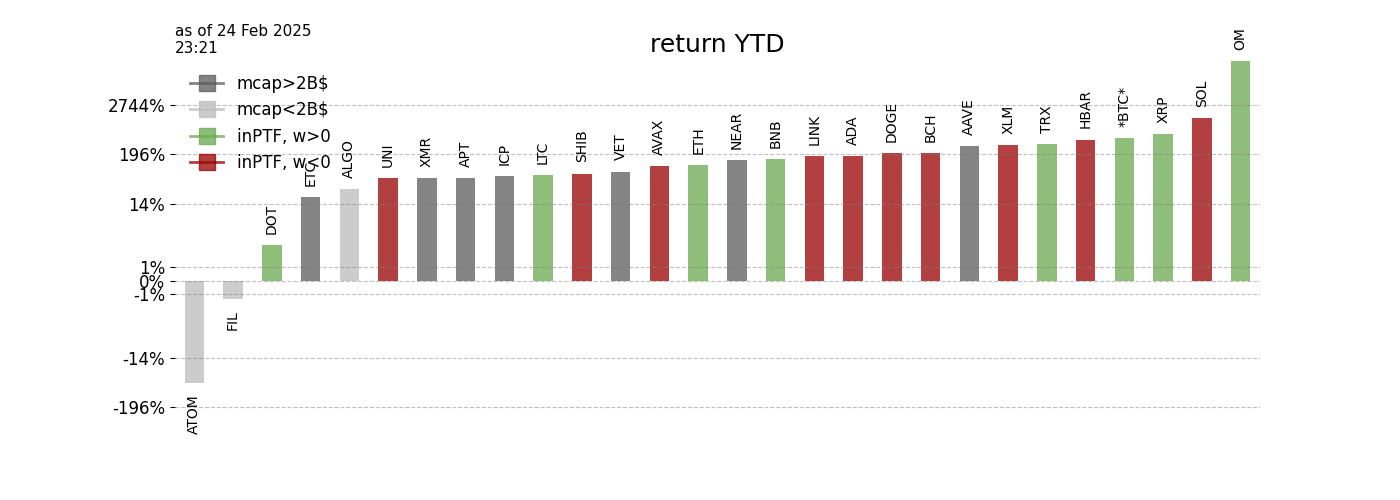 as of 24 Feb 2025
23:21
return YTD
mcap>2B$
mcap<2B$
inPTF, w>0
inPTF, w<0
2744%
196%
14%
1%
0%
-1%
-14%
-196%
ATOM
FIL
DOT
ETC
ALGO
UNI
XMR
APT
ICP
LTC
SHIB
VET
AVAX
ETH
NEAR
BNB
LINK
ADA
DOGE
BCH
AAVE
XLM
TRX
HBAR
*BTC*
XRP
SOL
OM